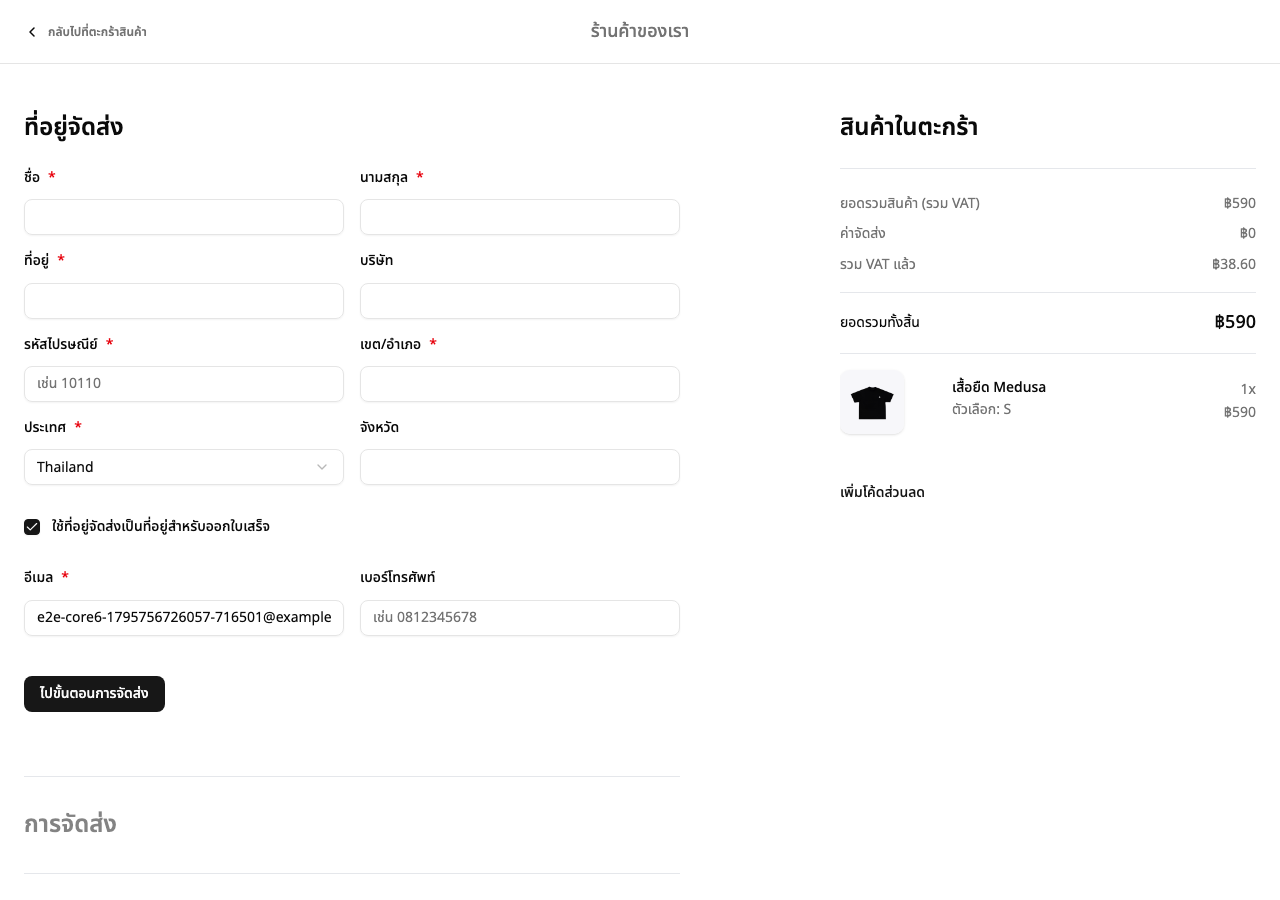 กลับไปที่ตะกร้าสินค้า
ร้านค้าของเรา
ที่อยู่จัดส่ง
ชื่อ *
นามสกุล *
ที่อยู่ *
บริษัท
รหัสไปรษณีย์ *
เขต/อำเภอ *
เช่น 10110
ประเทศ *
จังหวัด
Thailand
ใช้ที่อยู่จัดส่งเป็นที่อยู่สำหรับออกใบเสร็จ
อีเมล *
เบอร์โทรศัพท์
e2e-core6-1795756726057-716501@example
เช่น 0812345678
ไปขั้นตอนการจัดส่ง
การจัดส่ง
สินค้าในตะกร้า
ยอดรวมสินค้า (รวม VAT) ฿590
ค่าจัดส่ง ฿0
รวม VAT แล้ว ฿38.60
ยอดรวมทั้งสิ้น ฿590
เสื้อยืด Medusa 1x
ตัวเลือก: S ฿590
เพิ่มโค้ดส่วนลด